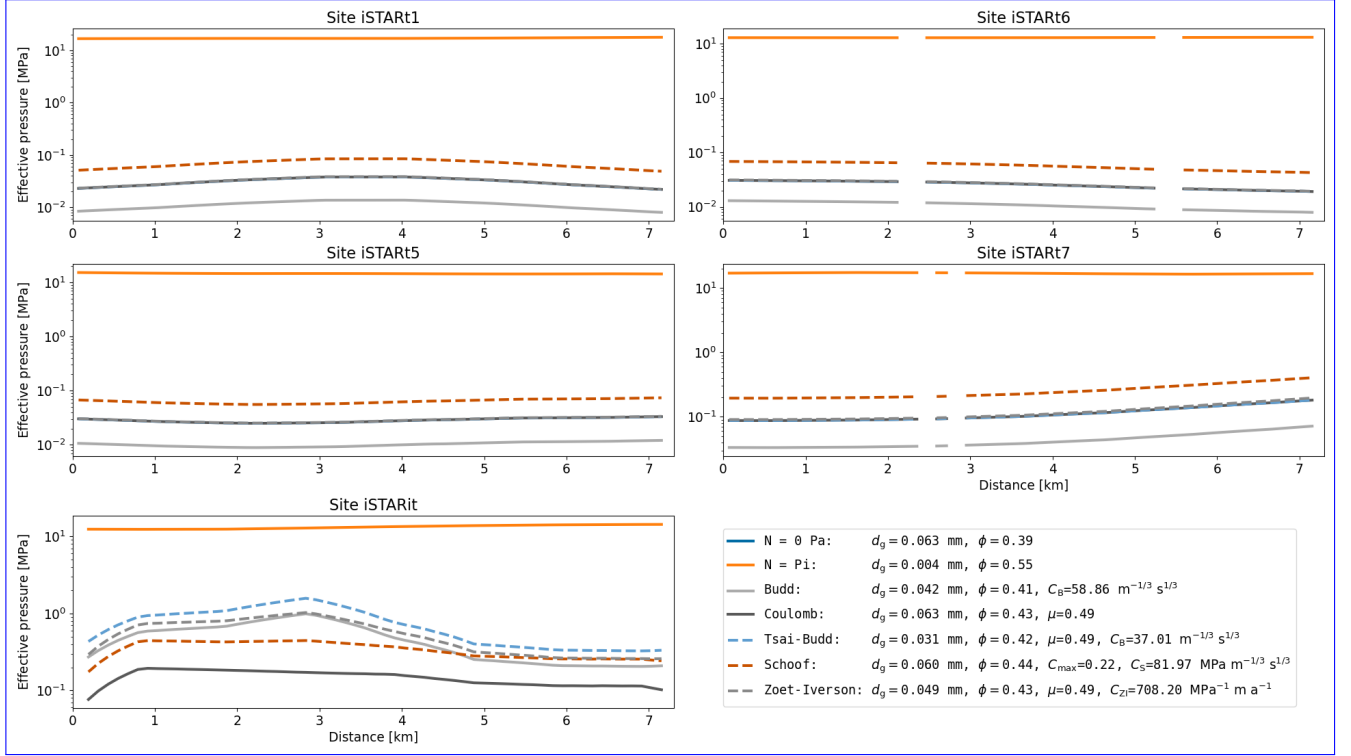 Site iSTARt1
Effective pressure [MPa]
10¹
10⁰
10⁻¹
10⁻²
0 1 2 3 4 5 6 7
Site iSTARt6
10¹
10⁰
10⁻¹
10⁻²
0 1 2 3 4 5 6 7
Site iSTARt5
Effective pressure [MPa]
10¹
10⁰
10⁻¹
10⁻²
0 1 2 3 4 5 6 7
Site iSTARt7
10¹
10⁰
10⁻¹
0 1 2 3 4 5 6 7
Distance [km]
Site iSTARit
Effective pressure [MPa]
10¹
10⁰
10⁻¹
0 1 2 3 4 5 6 7
Distance [km]
N = 0 Pa: d_g = 0.063 mm, ϕ = 0.39
N = Pi: d_g = 0.004 mm, ϕ = 0.55
Budd: d_g = 0.042 mm, ϕ = 0.41, C_B=58.86 m⁻¹/³ s¹/³
Coulomb: d_g = 0.063 mm, ϕ = 0.43, μ=0.49
Tsai-Budd: d_g = 0.031 mm, ϕ = 0.42, μ=0.49, C_B=37.01 m⁻¹/³ s¹/³
Schoof: d_g = 0.060 mm, ϕ = 0.44, C_max=0.22, C_S=81.97 MPa m⁻¹/³ s¹/³
Zoet-Iverson: d_g = 0.049 mm, ϕ = 0.43, μ=0.49, C_ZI=708.20 MPa⁻¹ m a⁻¹